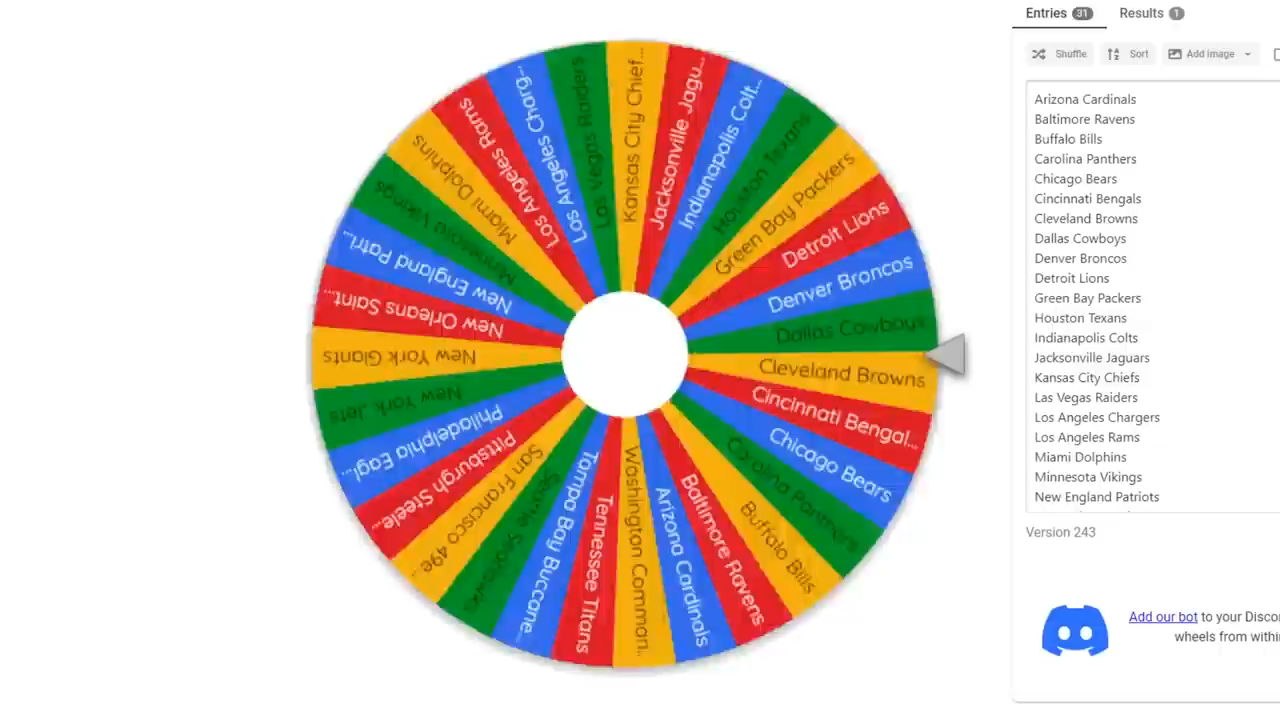 Entries 31 Results 1
Shuffle Sort Add image
Arizona Cardinals
Baltimore Ravens
Buffalo Bills
Carolina Panthers
Chicago Bears
Cincinnati Bengals
Cleveland Browns
Dallas Cowboys
Denver Broncos
Detroit Lions
Green Bay Packers
Houston Texans
Indianapolis Colts
Jacksonville Jaguars
Kansas City Chiefs
Las Vegas Raiders
Los Angeles Chargers
Los Angeles Rams
Miami Dolphins
Minnesota Vikings
New England Patriots
Version 243
Add our bot to your Disco
wheels from withi
Kansas City Chief...
Jacksonville Jagu...
Indianapolis Colt...
Houston Texans
Green Bay Packers
Detroit Lions
Denver Broncos
Dallas Cowboys
Cleveland Browns
Cincinnati Bengal...
Chicago Bears
Carolina Panthers
Buffalo Bills
Baltimore Ravens
Arizona Cardinals
Washington Comman...
Tennessee Titans
Tampa Bay Buccane...
Seattle Seahawks
San Francisco 49e...
Pittsburgh Steele...
Philadelphia Eagl...
New York Jets
New York Giants
New Orleans Saint...
New England Patri...
Minnesota Vikings
Miami Dolphins
Los Angeles Rams
Los Angeles Charg...
Las Vegas Raiders